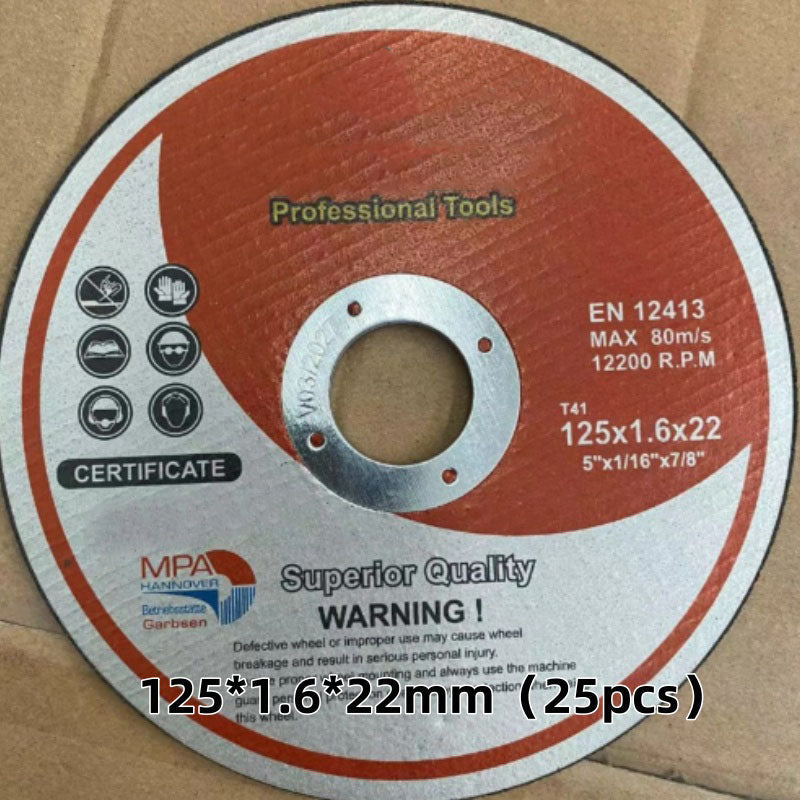 Professional Tools
EN 12413
MAX 80m/s
12200 R.P.M
T41
125x1.6x22
5"x1/16"x7/8"
CERTIFICATE
MPA
HANNOVER
Betriebsstätte
Garbsen
Superior Quality
WARNING !
Defective wheel or improper use may cause wheel
breakage and result in serious personal injury.
mounting and always use the machine
this wheel.
125*1.6*22mm（25pcs）